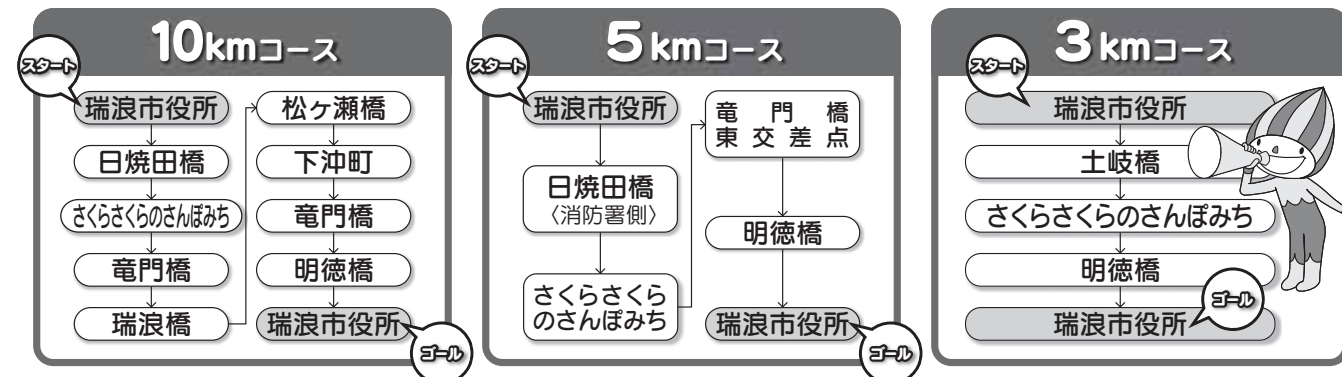 10kmコース
スタート
瑞浪市役所
日焼田橋
さくらさくらのさんぽみち
竜門橋
瑞浪橋
松ヶ瀬橋
下沖町
竜門橋
明徳橋
瑞浪市役所
ゴール
5kmコース
スタート
瑞浪市役所
日焼田橋
〈消防署側〉
さくらさくら
のさんぽみち
竜門橋
東交差点
明徳橋
瑞浪市役所
ゴール
3kmコース
スタート
瑞浪市役所
土岐橋
さくらさくらのさんぽみち
明徳橋
瑞浪市役所
ゴール